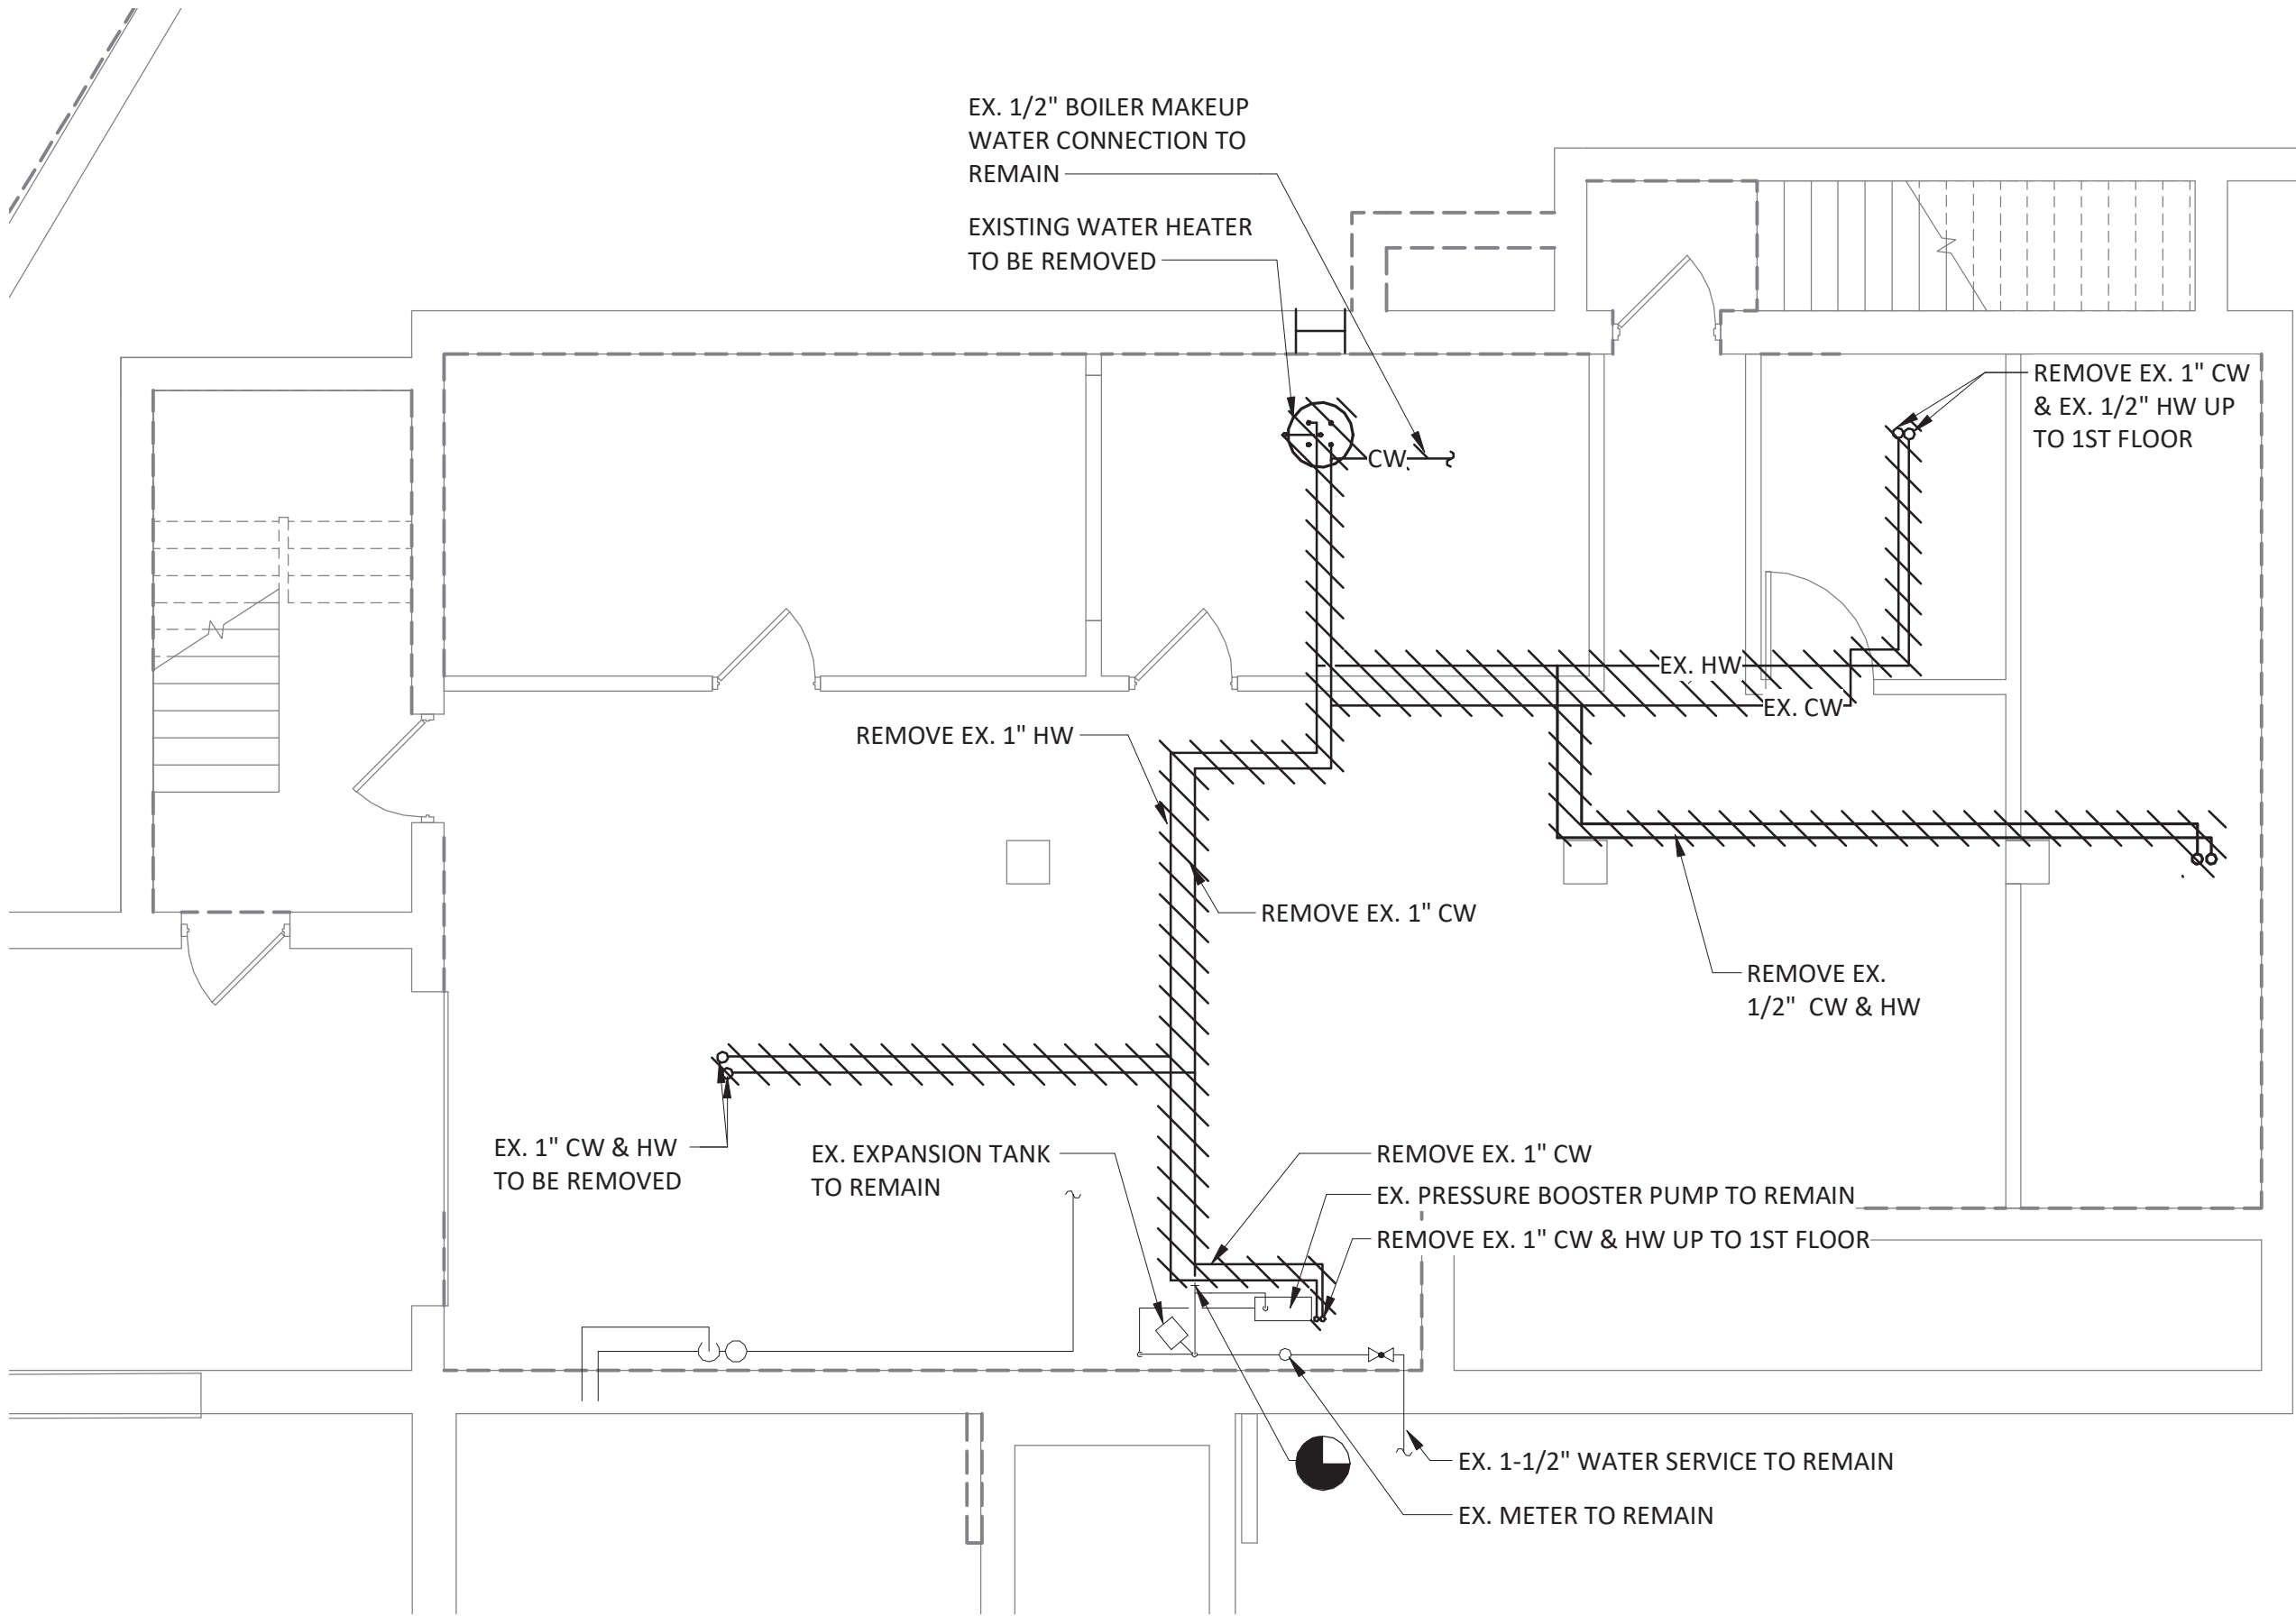 EX. 1/2" BOILER MAKEUP
WATER CONNECTION TO
REMAIN
EXISTING WATER HEATER
TO BE REMOVED
REMOVE EX. 1" CW
& EX. 1/2" HW UP
TO 1ST FLOOR
CW
EX. HW
EX. CW
REMOVE EX. 1" HW
REMOVE EX. 1" CW
REMOVE EX.
1/2" CW & HW
EX. 1" CW & HW
TO BE REMOVED
EX. EXPANSION TANK
TO REMAIN
REMOVE EX. 1" CW
EX. PRESSURE BOOSTER PUMP TO REMAIN
REMOVE EX. 1" CW & HW UP TO 1ST FLOOR
EX. 1-1/2" WATER SERVICE TO REMAIN
EX. METER TO REMAIN